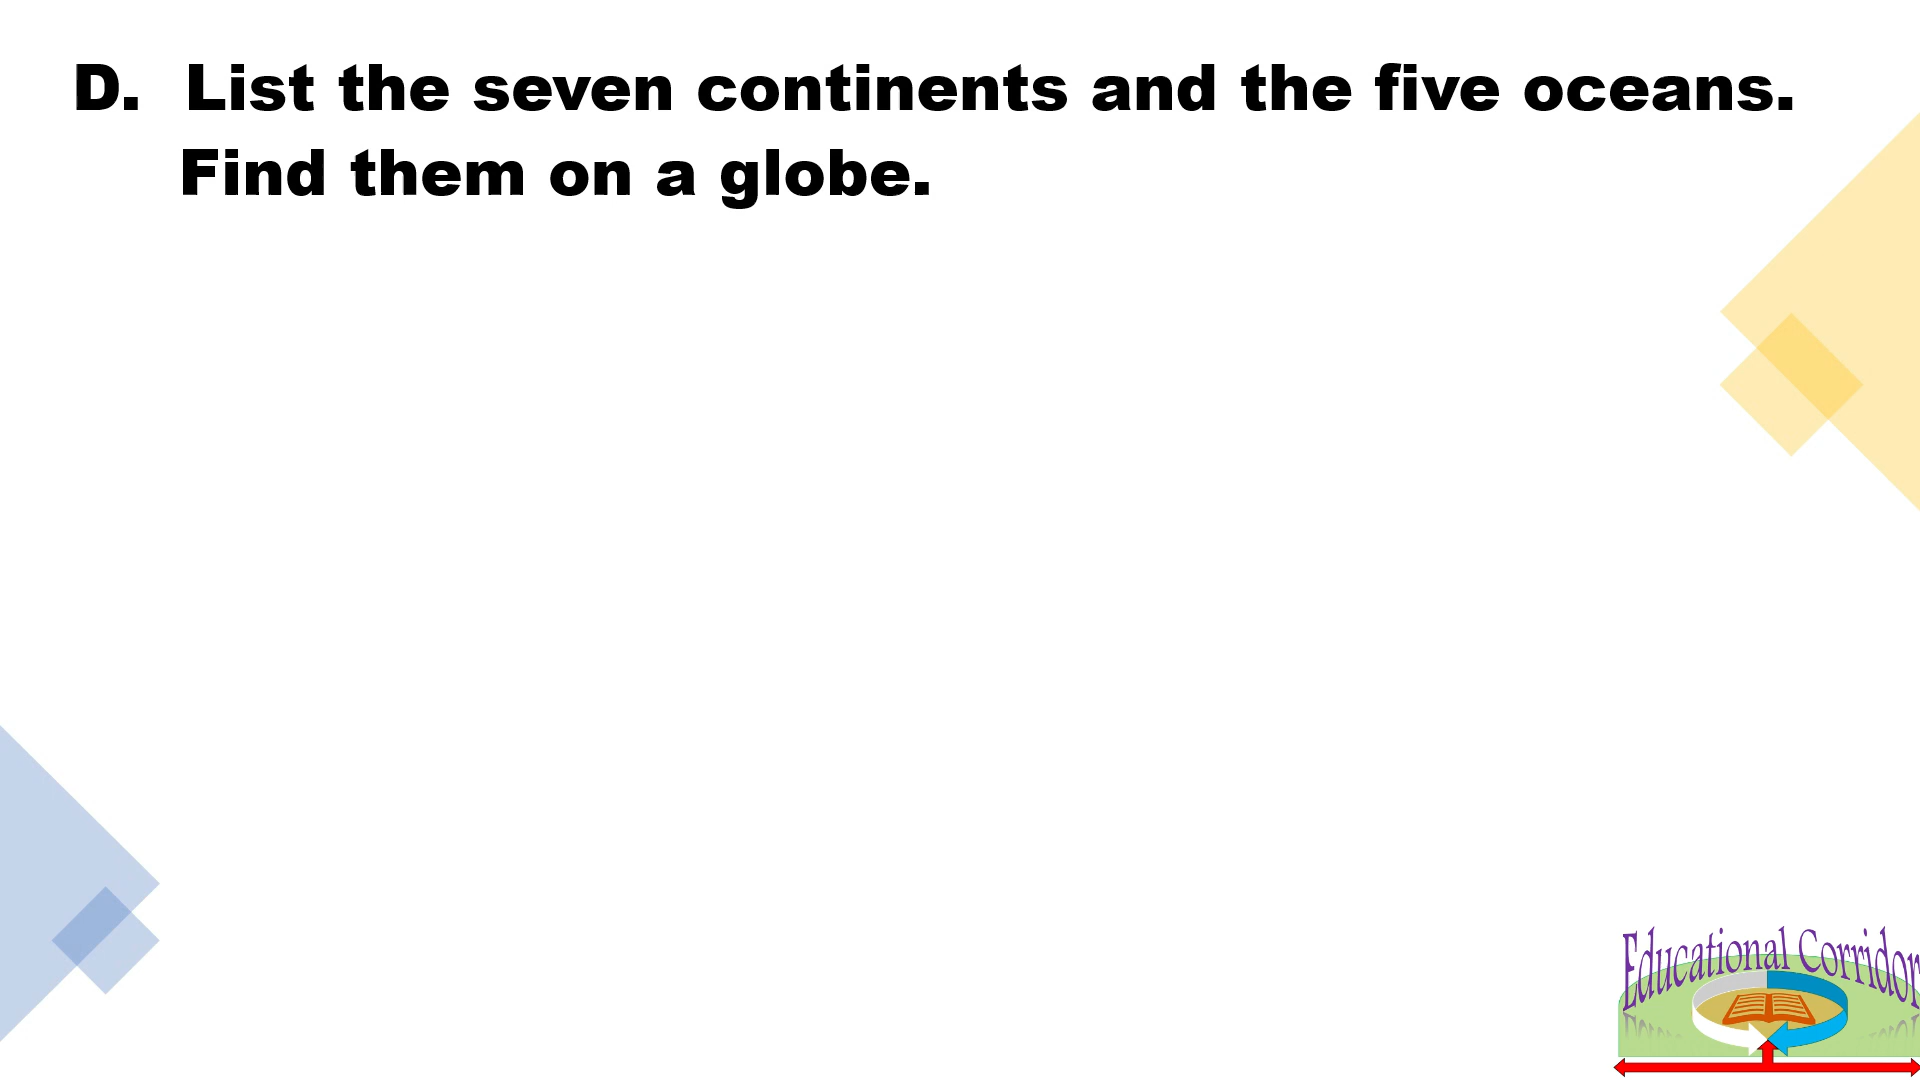 D. List the seven continents and the five oceans.
Find them on a globe.
Educational Corridor